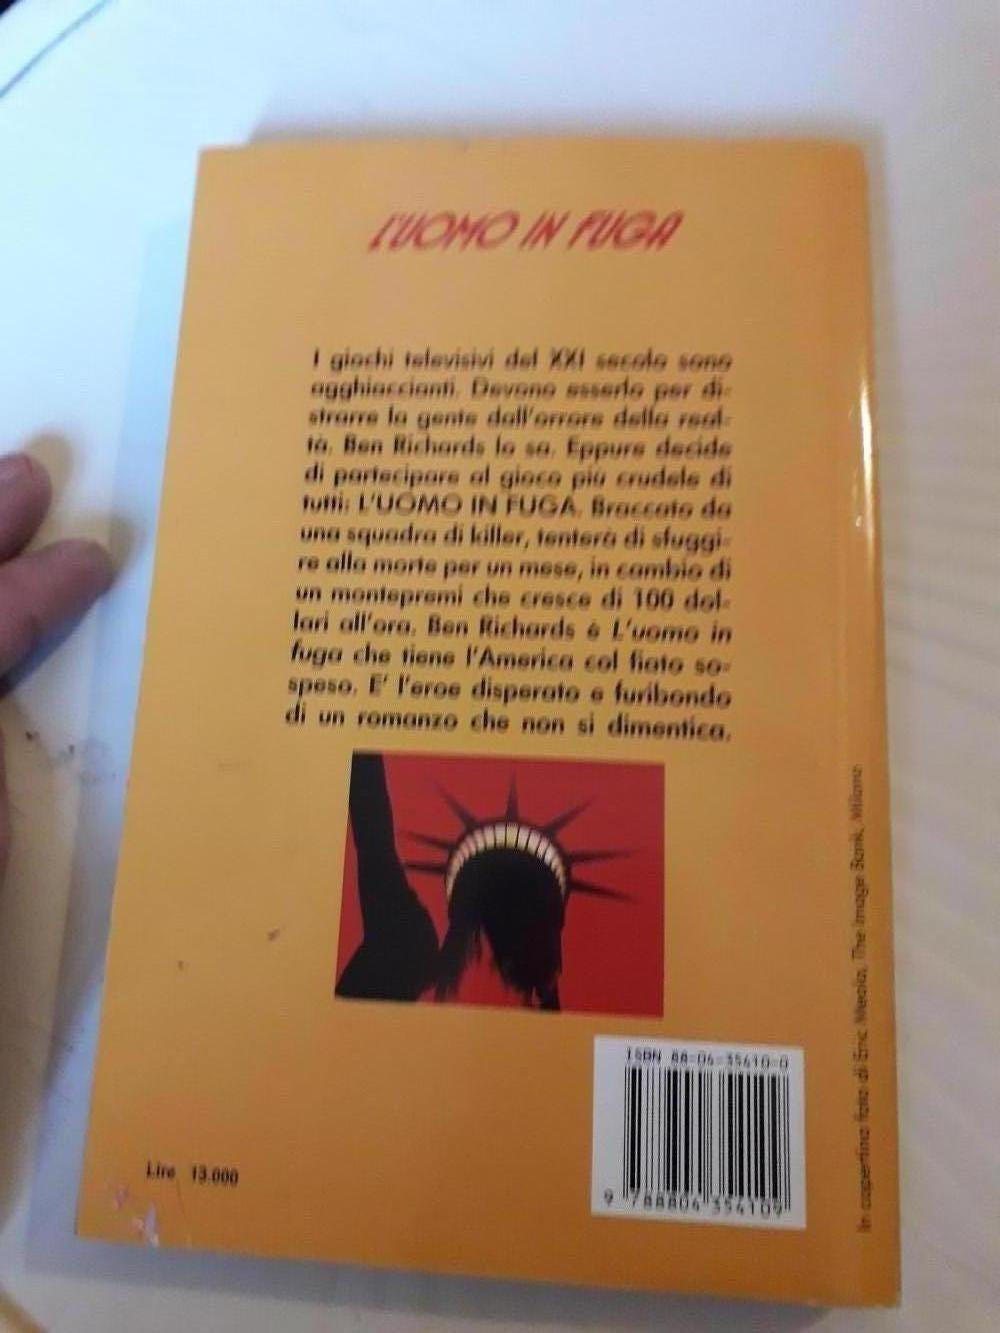 L'UOMO IN FUGA
I giochi televisivi del XXI secolo sono
agghiaccianti. Devono esserlo per di-
strarre la gente dall'orrore della real-
tà. Ben Richards lo sa. Eppure decide
di partecipare al gioco più crudele di
tutti: L'UOMO IN FUGA. Braccato da
una squadra di killer, tenterà di sfuggi-
re alla morte per un mese, in cambio di
un montepremi che cresce di 100 dol-
lari all'ora. Ben Richards è L'uomo in
fuga che tiene l'America col fiato so-
speso. E' l'eroe disperato e furibondo
di un romanzo che non si dimentica.
ISBN 88-04-35410-0
9 788804 354109
Lire 13.000
In copertina: foto di Eric Meola, The Image Bank, Milano